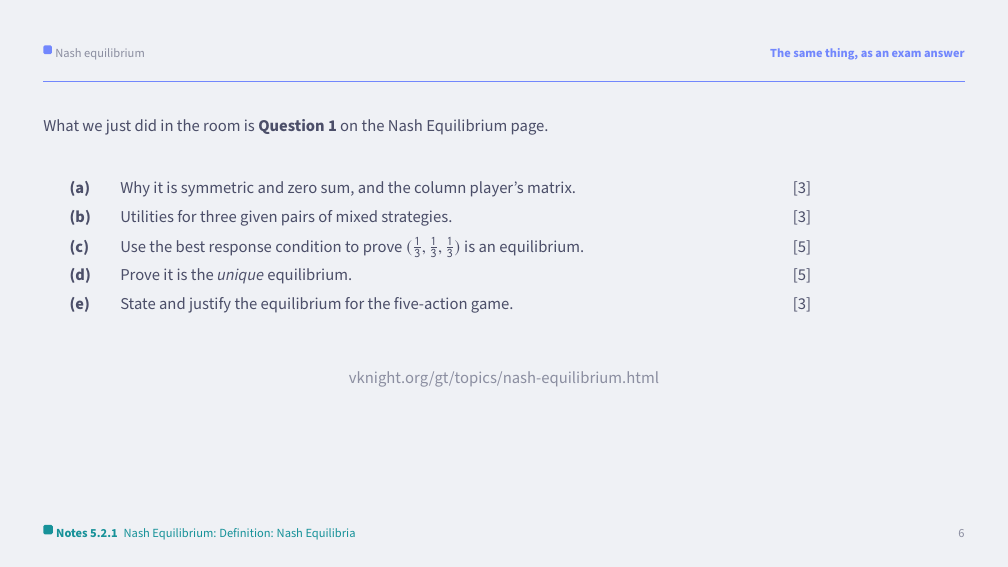 Nash equilibrium
The same thing, as an exam answer
What we just did in the room is Question 1 on the Nash Equilibrium page.
(a) Why it is symmetric and zero sum, and the column player's matrix. [3]
(b) Utilities for three given pairs of mixed strategies. [3]
(c) Use the best response condition to prove (1/3, 1/3, 1/3) is an equilibrium. [5]
(d) Prove it is the unique equilibrium. [5]
(e) State and justify the equilibrium for the five-action game. [3]
vknight.org/gt/topics/nash-equilibrium.html
Notes 5.2.1 Nash Equilibrium: Definition: Nash Equilibria
6